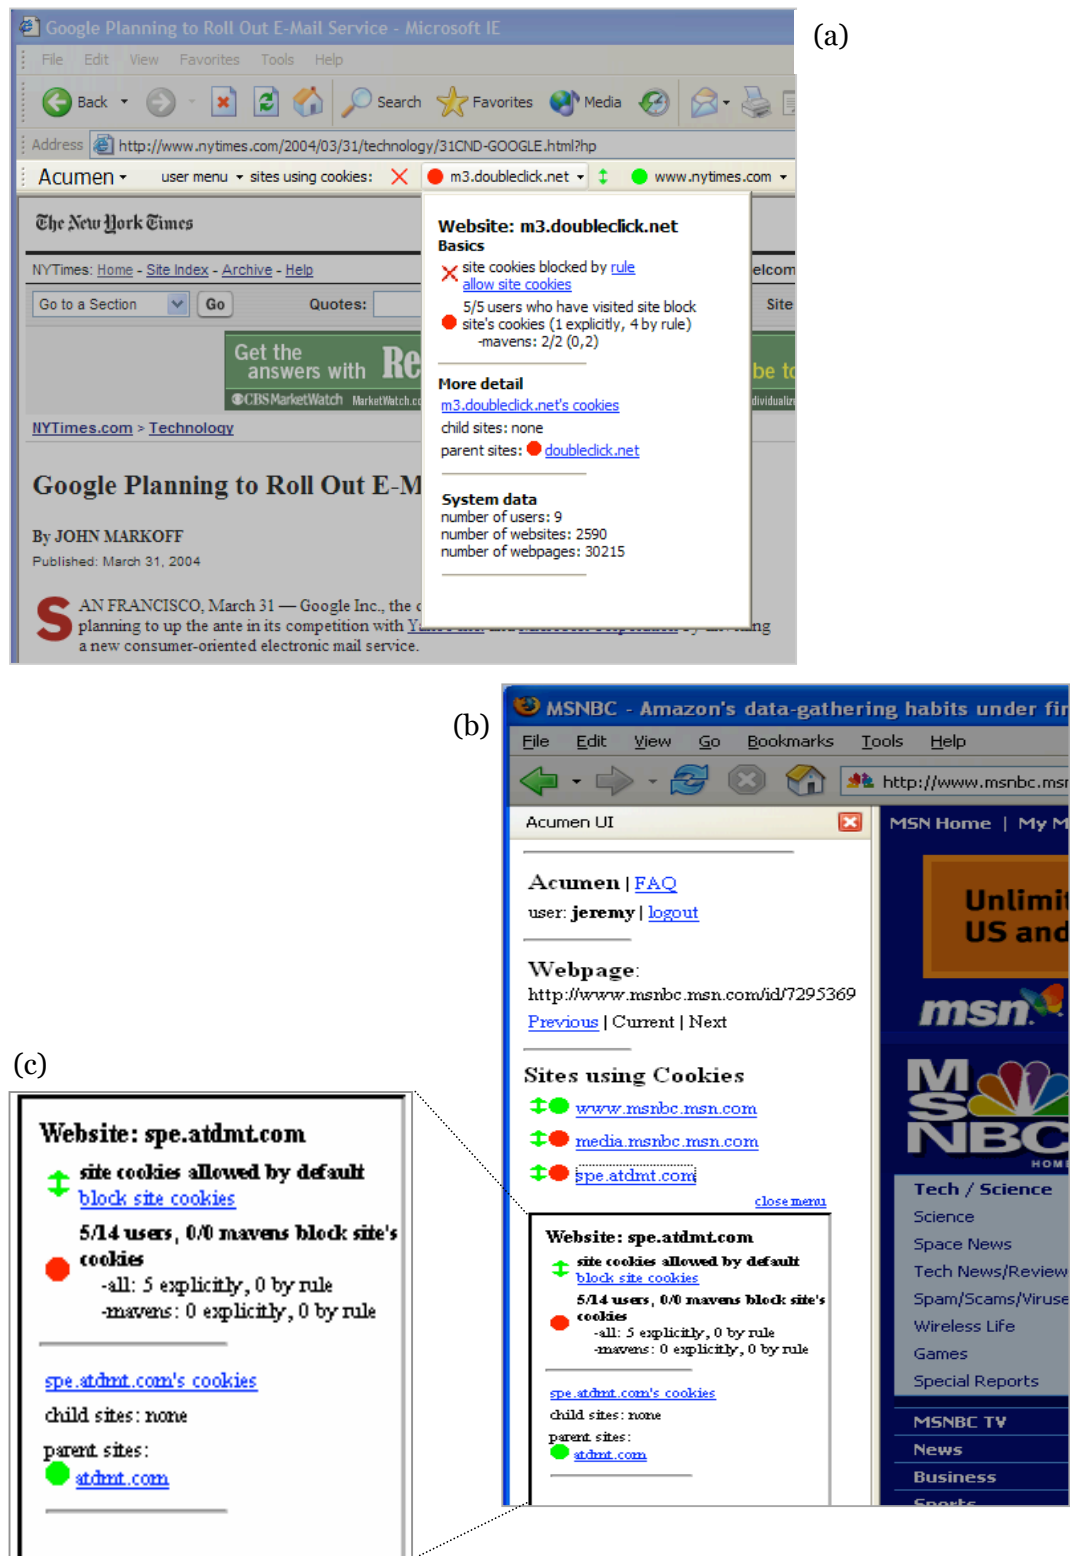 (a)
Google Planning to Roll Out E-Mail Service - Microsoft IE
File Edit View Favorites Tools Help
Back Search Favorites Media
Address http://www.nytimes.com/2004/03/31/technology/31CND-GOOGLE.html?hp
Acumen user menu sites using cookies: m3.doubleclick.net www.nytimes.com
The New York Times
NYTimes: Home - Site Index - Archive - Help
Go to a Section Go Quotes: Site
Get the
answers with
CBSMarketWatch
be to
NYTimes.com > Technology
Google Planning to Roll Out E-M
By JOHN MARKOFF
Published: March 31, 2004
SAN FRANCISCO, March 31 — Google Inc., the
planning to up the ante in its competition with
a new consumer-oriented electronic mail service.
Website: m3.doubleclick.net
Basics
site cookies blocked by rule
allow site cookies
5/5 users who have visited site block
site's cookies (1 explicitly, 4 by rule)
-mavens: 2/2 (0,2)
More detail
m3.doubleclick.net's cookies
child sites: none
parent sites: doubleclick.net
System data
number of users: 9
number of websites: 2590
number of webpages: 30215
(b)
MSNBC - Amazon's data-gathering habits under fir
File Edit View Go Bookmarks Tools Help
http://www.msnbc.msn
Acumen UI
Acumen | FAQ
user: jeremy | logout
Webpage:
http://www.msnbc.msn.com/id/7295369
Previous | Current | Next
Sites using Cookies
www.msnbc.msn.com
media.msnbc.msn.com
spe.atdmt.com
close menu
Website: spe.atdmt.com
site cookies allowed by default
block site cookies
5/14 users, 0/0 mavens block site's
cookies
-all: 5 explicitly, 0 by rule
-mavens: 0 explicitly, 0 by rule
spe.atdmt.com's cookies
child sites: none
parent sites:
atdmt.com
MSN Home | My M
Unlimi
US and
msn
MS
NBC
HOME
Tech / Science
Science
Space News
Tech News/Review
Spam/Scams/Viruse
Wireless Life
Games
Special Reports
MSNBC TV
News
Business
Sports
(c)
Website: spe.atdmt.com
site cookies allowed by default
block site cookies
5/14 users, 0/0 mavens block site's
cookies
-all: 5 explicitly, 0 by rule
-mavens: 0 explicitly, 0 by rule
spe.atdmt.com's cookies
child sites: none
parent sites:
atdmt.com